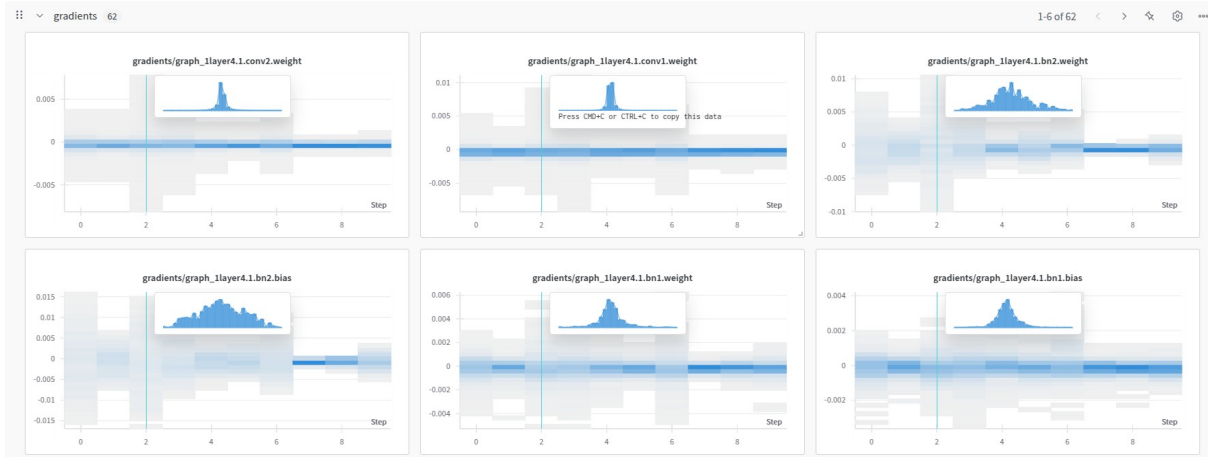 gradients 62
1-6 of 62
gradients/graph_1layer4.1.conv2.weight
0.005
0
-0.005
Step
0 2 4 6 8
gradients/graph_1layer4.1.conv1.weight
0.01
Press CMD+C or CTRL+C to copy this data
0.005
0
-0.005
Step
0 2 4 6 8
gradients/graph_1layer4.1.bn2.weight
0.01
0.005
0
-0.005
-0.01
Step
0 2 4 6 8
gradients/graph_1layer4.1.bn2.bias
0.015
0.01
0.005
0
-0.005
-0.01
-0.015
Step
0 2 4 6 8
gradients/graph_1layer4.1.bn1.weight
0.006
0.004
0.002
0
-0.002
-0.004
Step
0 2 4 6 8
gradients/graph_1layer4.1.bn1.bias
0.004
0.002
0
-0.002
Step
0 2 4 6 8